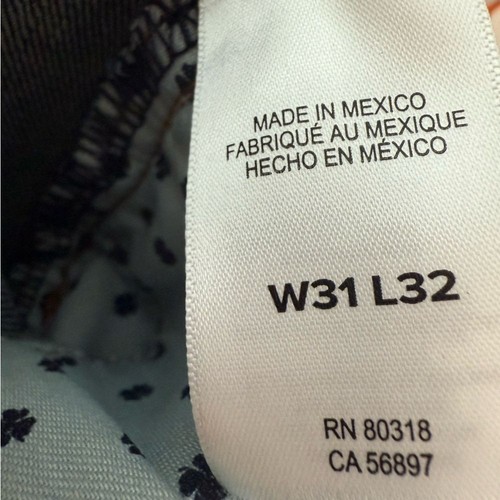 MADE IN MEXICO
FABRIQUÉ AU MEXIQUE
HECHO EN MÉXICO
W31 L32
RN 80318
CA 56897